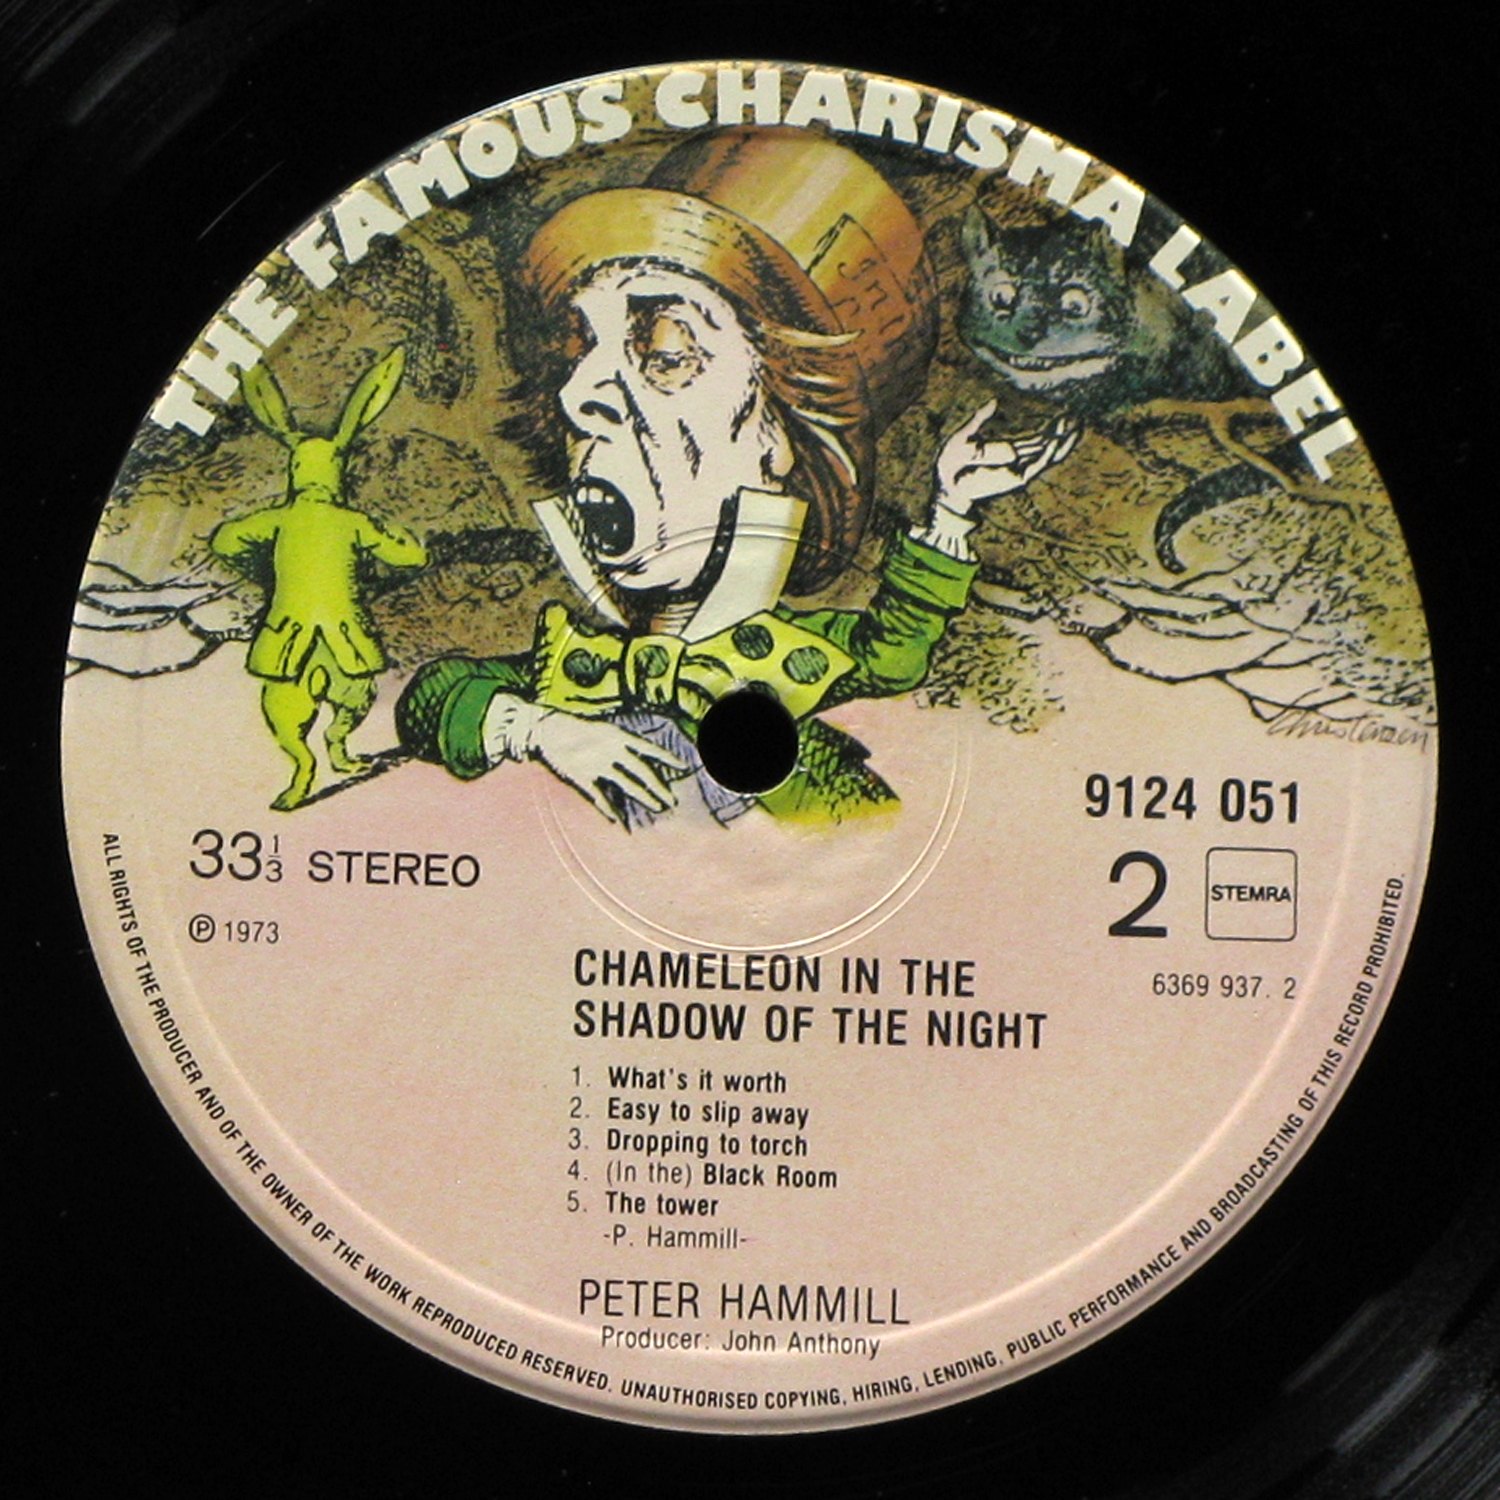 THE FAMOUS CHARISMA LABEL
Christensen
9124 051
33 1/3 STEREO
2
STEMRA
℗ 1973
6369 937. 2
CHAMELEON IN THE
SHADOW OF THE NIGHT
1. What's it worth
2. Easy to slip away
3. Dropping to torch
4. (In the) Black Room
5. The tower
-P. Hammill-
PETER HAMMILL
Producer: John Anthony
ALL RIGHTS OF THE PRODUCER AND OF THE OWNER OF THE WORK REPRODUCED RESERVED. UNAUTHORISED COPYING, HIRING, LENDING, PUBLIC PERFORMANCE AND BROADCASTING OF THIS RECORD PROHIBITED.